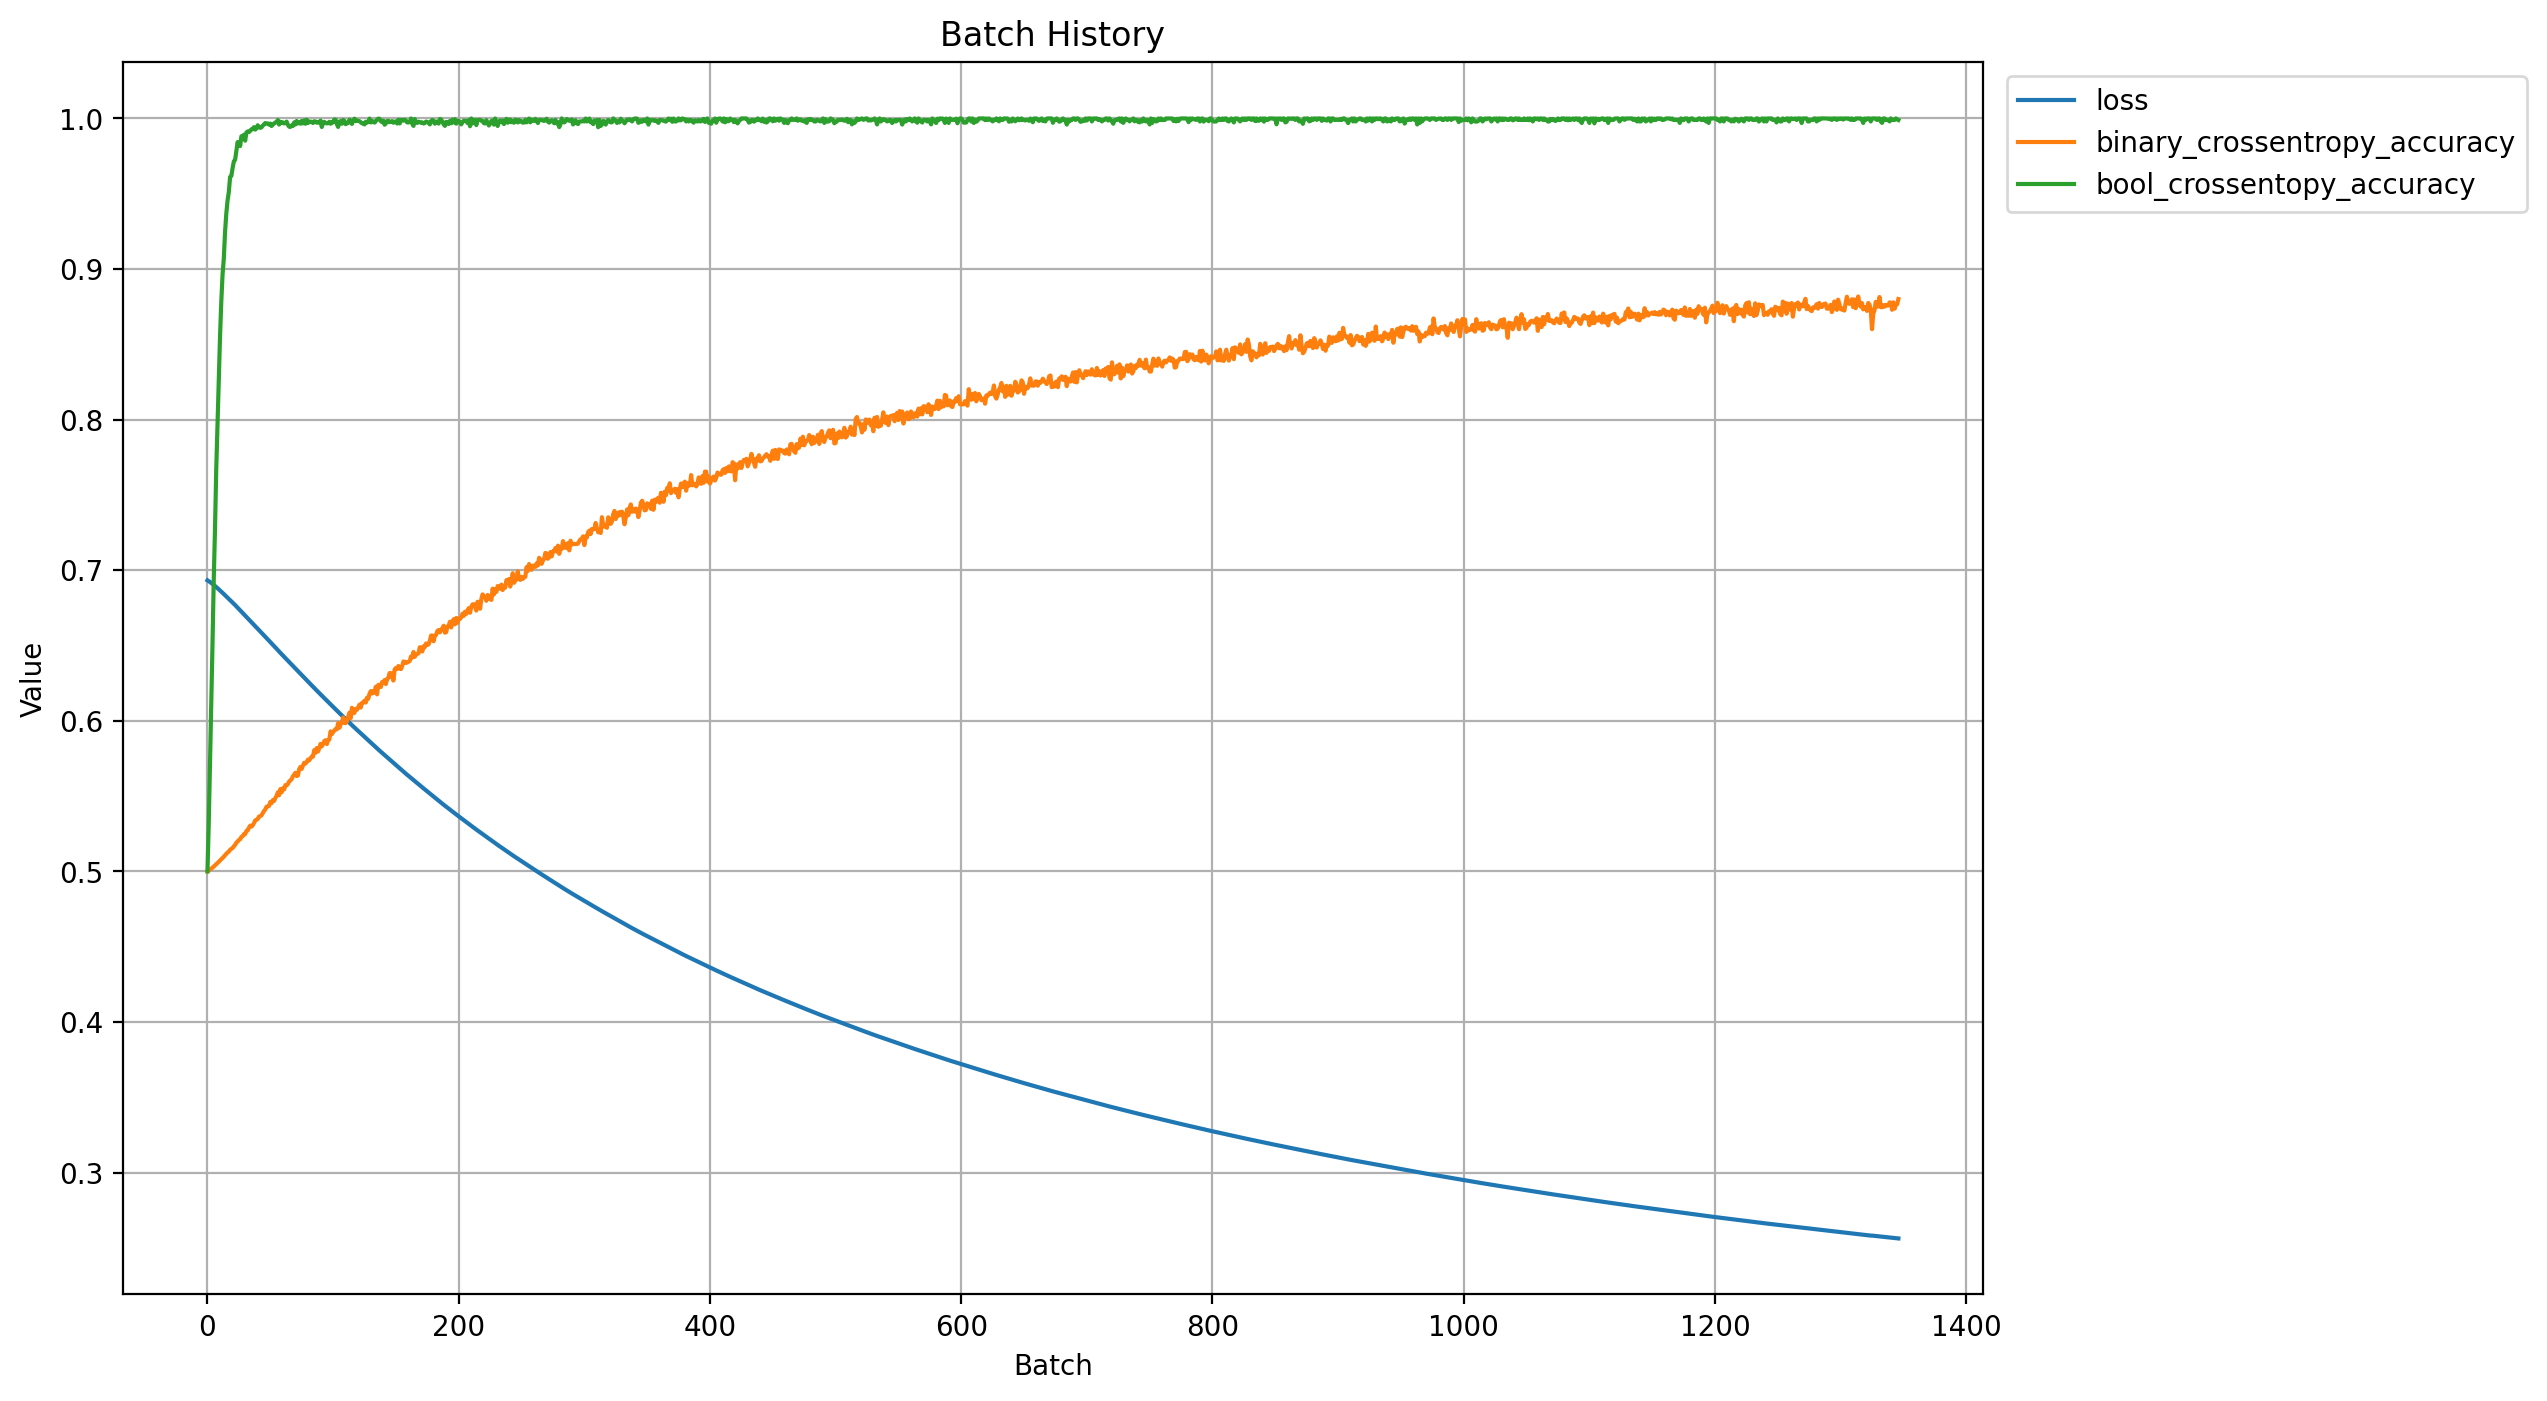 Batch History
1.0
0.9
0.8
0.7
0.6
0.5
0.4
0.3
Value
0 200 400 600 800 1000 1200 1400
Batch
loss
binary_crossentropy_accuracy
bool_crossentopy_accuracy